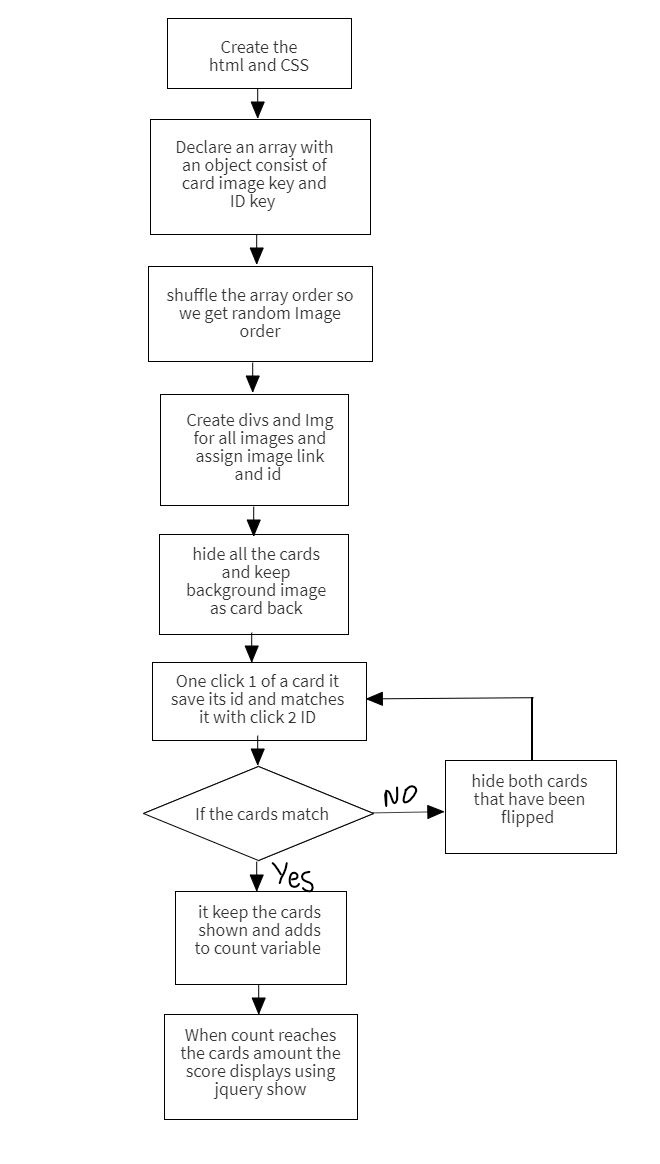 Create the
html and CSS
Declare an array with
an object consist of
card image key and
ID key
shuffle the array order so
we get random Image
order
Create divs and Img
for all images and
assign image link
and id
hide all the cards
and keep
background image
as card back
One click 1 of a card it
save its id and matches
it with click 2 ID
If the cards match
NO
hide both cards
that have been
flipped
Yes
it keep the cards
shown and adds
to count variable
When count reaches
the cards amount the
score displays using
jquery show